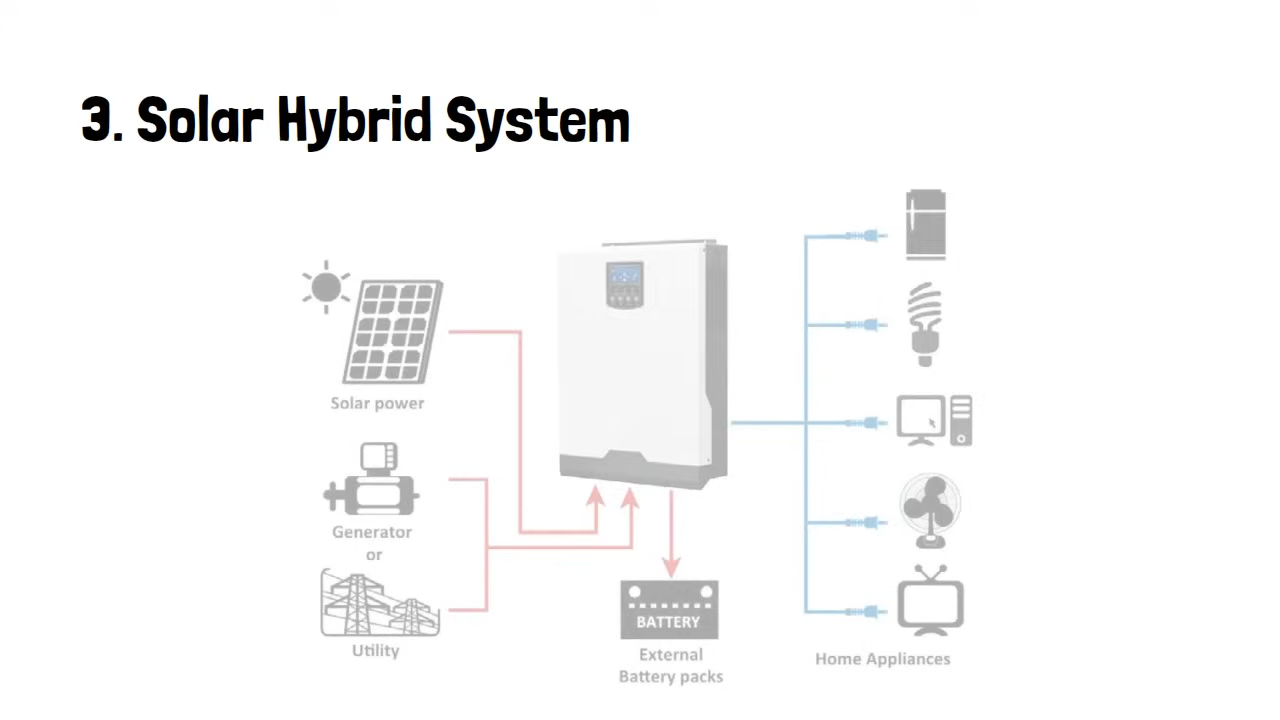 3. Solar Hybrid System
Solar power
Generator
or
Utility
BATTERY
External
Battery packs
Home Appliances